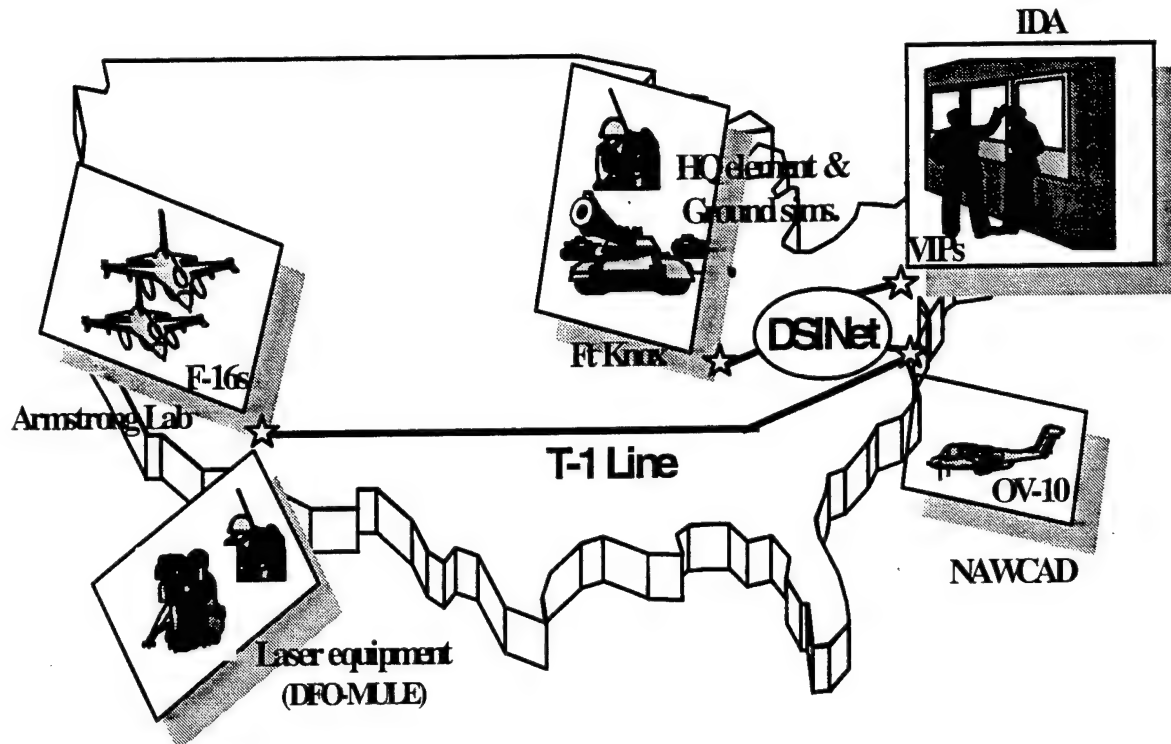 IDA
HQ element &
Ground sims.
VIPs
DSINet
Ft Knox
F-16s
Armstrong Lab
T-1 Line
OV-10
NAWCAD
Laser equipment
(DFO-MULE)